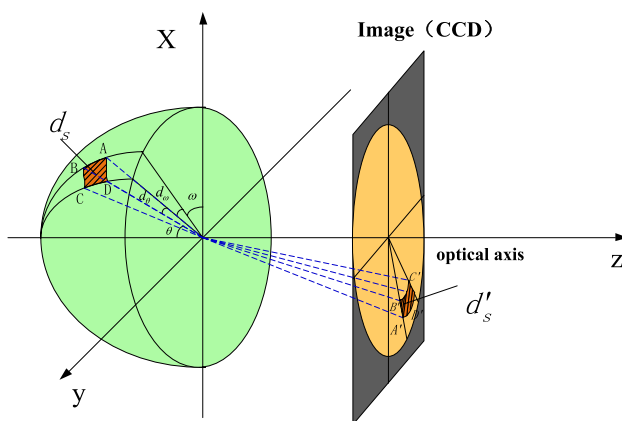 X
Image（CCD）
d_s
A
B
C
D
d_θ
d_ω
ω
θ
z
optical axis
C'
B'
D'
A'
d'_s
y